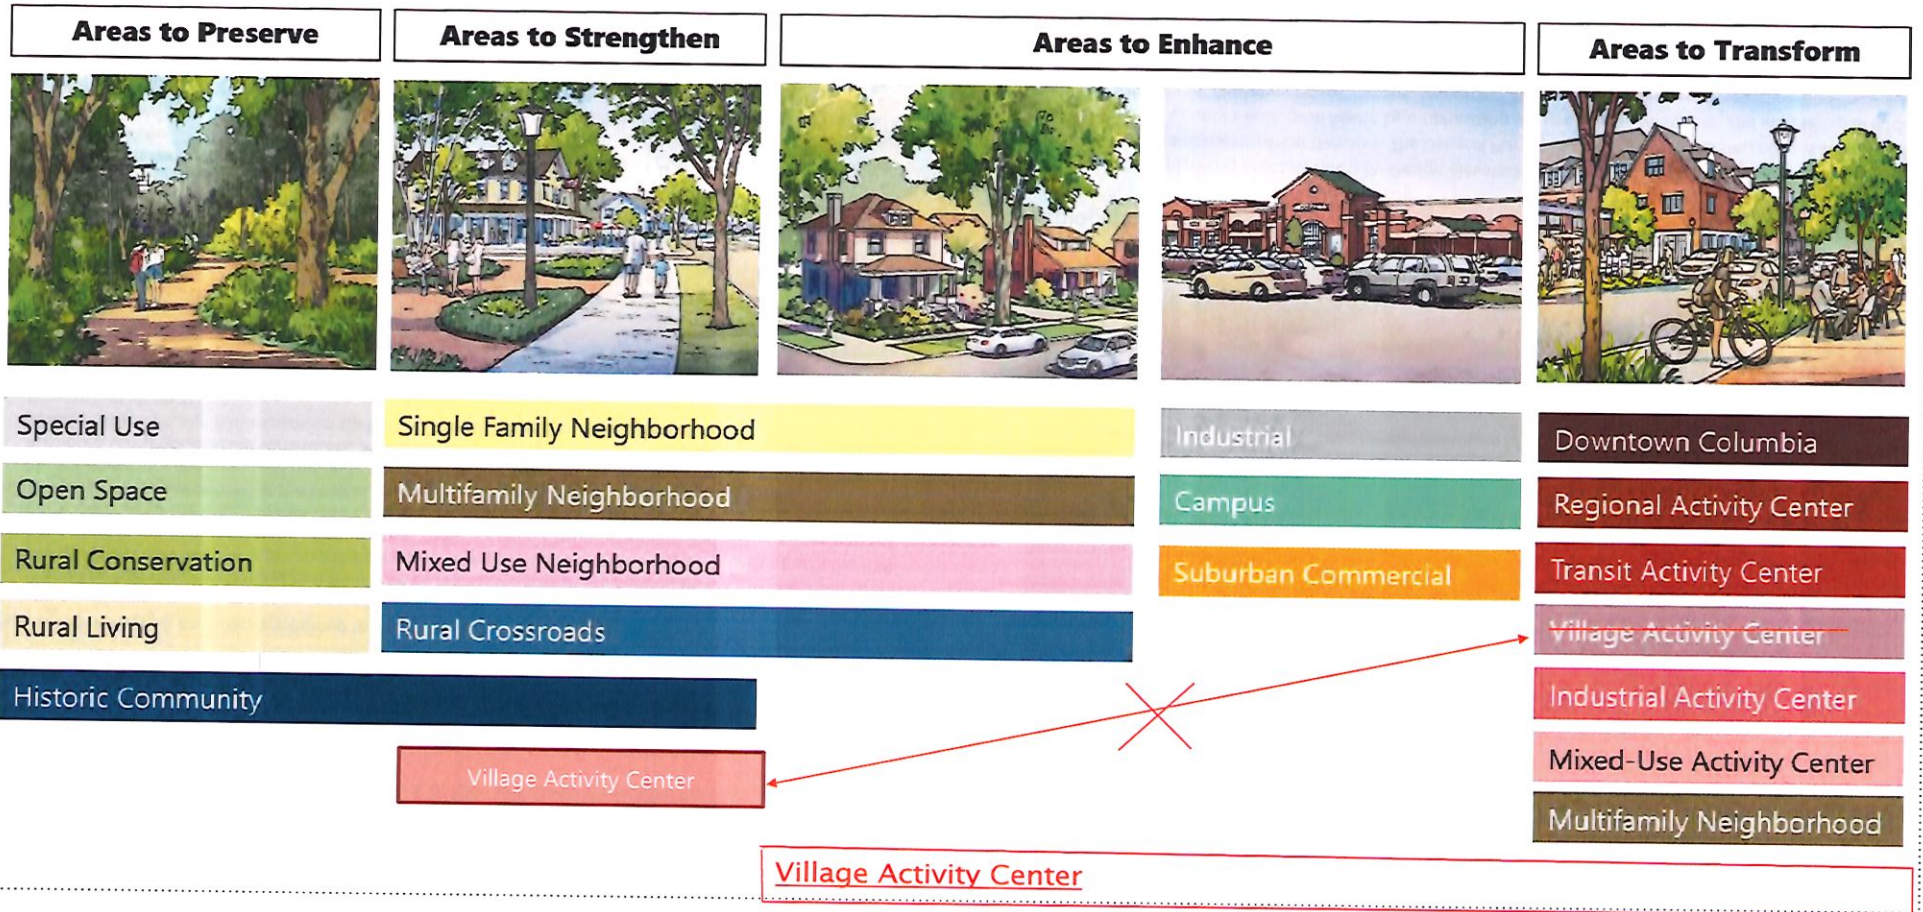 Areas to Preserve
Areas to Strengthen
Areas to Enhance
Areas to Transform
Special Use
Open Space
Rural Conservation
Rural Living
Historic Community
Single Family Neighborhood
Multifamily Neighborhood
Mixed Use Neighborhood
Rural Crossroads
Village Activity Center
Industrial
Campus
Suburban Commercial
Downtown Columbia
Regional Activity Center
Transit Activity Center
Village Activity Center
Industrial Activity Center
Mixed-Use Activity Center
Multifamily Neighborhood
Village Activity Center